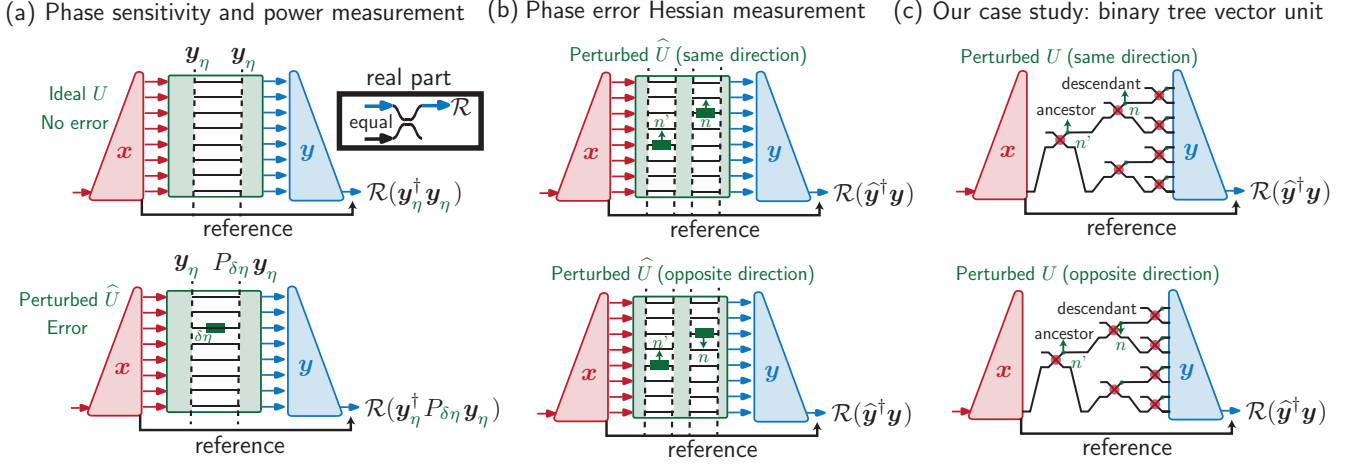 (a) Phase sensitivity and power measurement
𝒚_η 𝒚_η
Ideal U
No error
real part
equal
ℛ
𝒙
𝒚
ℛ(𝒚_η† 𝒚_η)
reference
𝒚_η P_δη 𝒚_η
Perturbed Û
Error
δη
𝒙
𝒚
ℛ(𝒚_η† P_δη 𝒚_η)
reference
(b) Phase error Hessian measurement
Perturbed Û (same direction)
n'
n
𝒙
𝒚
ℛ(ŷ†𝒚)
reference
Perturbed Û (opposite direction)
n'
n
𝒙
𝒚
ℛ(ŷ†𝒚)
reference
(c) Our case study: binary tree vector unit
Perturbed U (same direction)
descendant
ancestor
n
n'
𝒙
𝒚
ℛ(ŷ†𝒚)
reference
Perturbed U (opposite direction)
descendant
ancestor
n
n'
𝒙
𝒚
ℛ(ŷ†𝒚)
reference